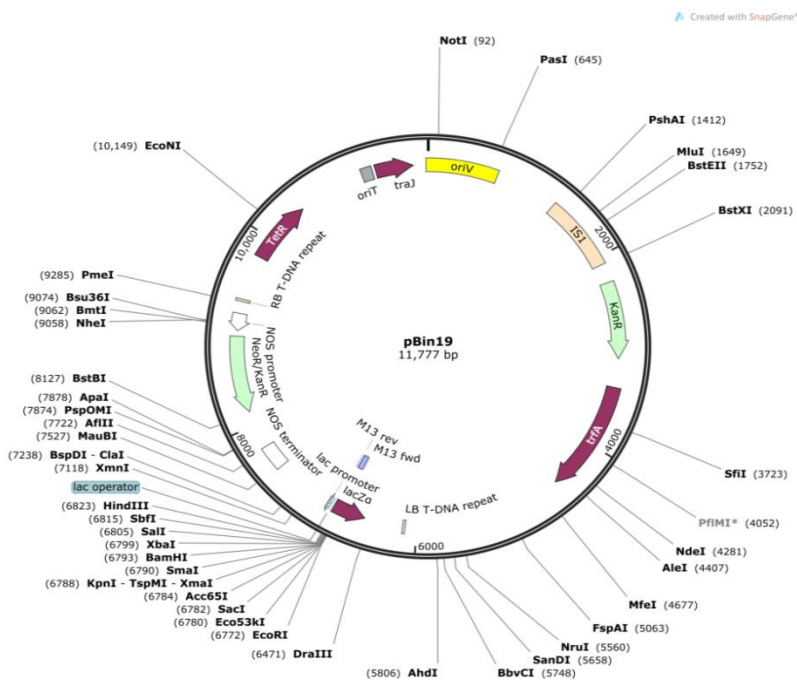 Created with SnapGene®
NotI (92)
PasI (645)
PshAI (1412)
MluI (1649)
BstEII (1752)
BstXI (2091)
SfiI (3723)
PflMI* (4052)
NdeI (4281)
AleI (4407)
MfeI (4677)
FspAI (5063)
NruI (5560)
SanDI (5658)
BbvCI (5748)
(5806) AhdI
(6471) DraIII
(6772) EcoRI
(6780) Eco53kI
(6782) SacI
(6784) Acc65I
(6788) KpnI - TspMI - XmaI
(6790) SmaI
(6793) BamHI
(6799) XbaI
(6805) SalI
(6815) SbfI
(6823) HindIII
lac operator
(7118) XmnI
(7238) BspDI - ClaI
(7527) MauBI
(7722) AflII
(7874) PspOMI
(7878) ApaI
(8127) BstBI
(9058) NheI
(9062) BmtI
(9074) Bsu36I
(9285) PmeI
(10,149) EcoNI
oriT
traJ
oriV
IS1
KanR
trfA
TetR
RB T-DNA repeat
NOS promoter
NeoR/KanR
NOS terminator
lac promoter
lacZα
M13 rev
M13 fwd
LB T-DNA repeat
2000
4000
6000
8000
10,000
pBin19
11,777 bp